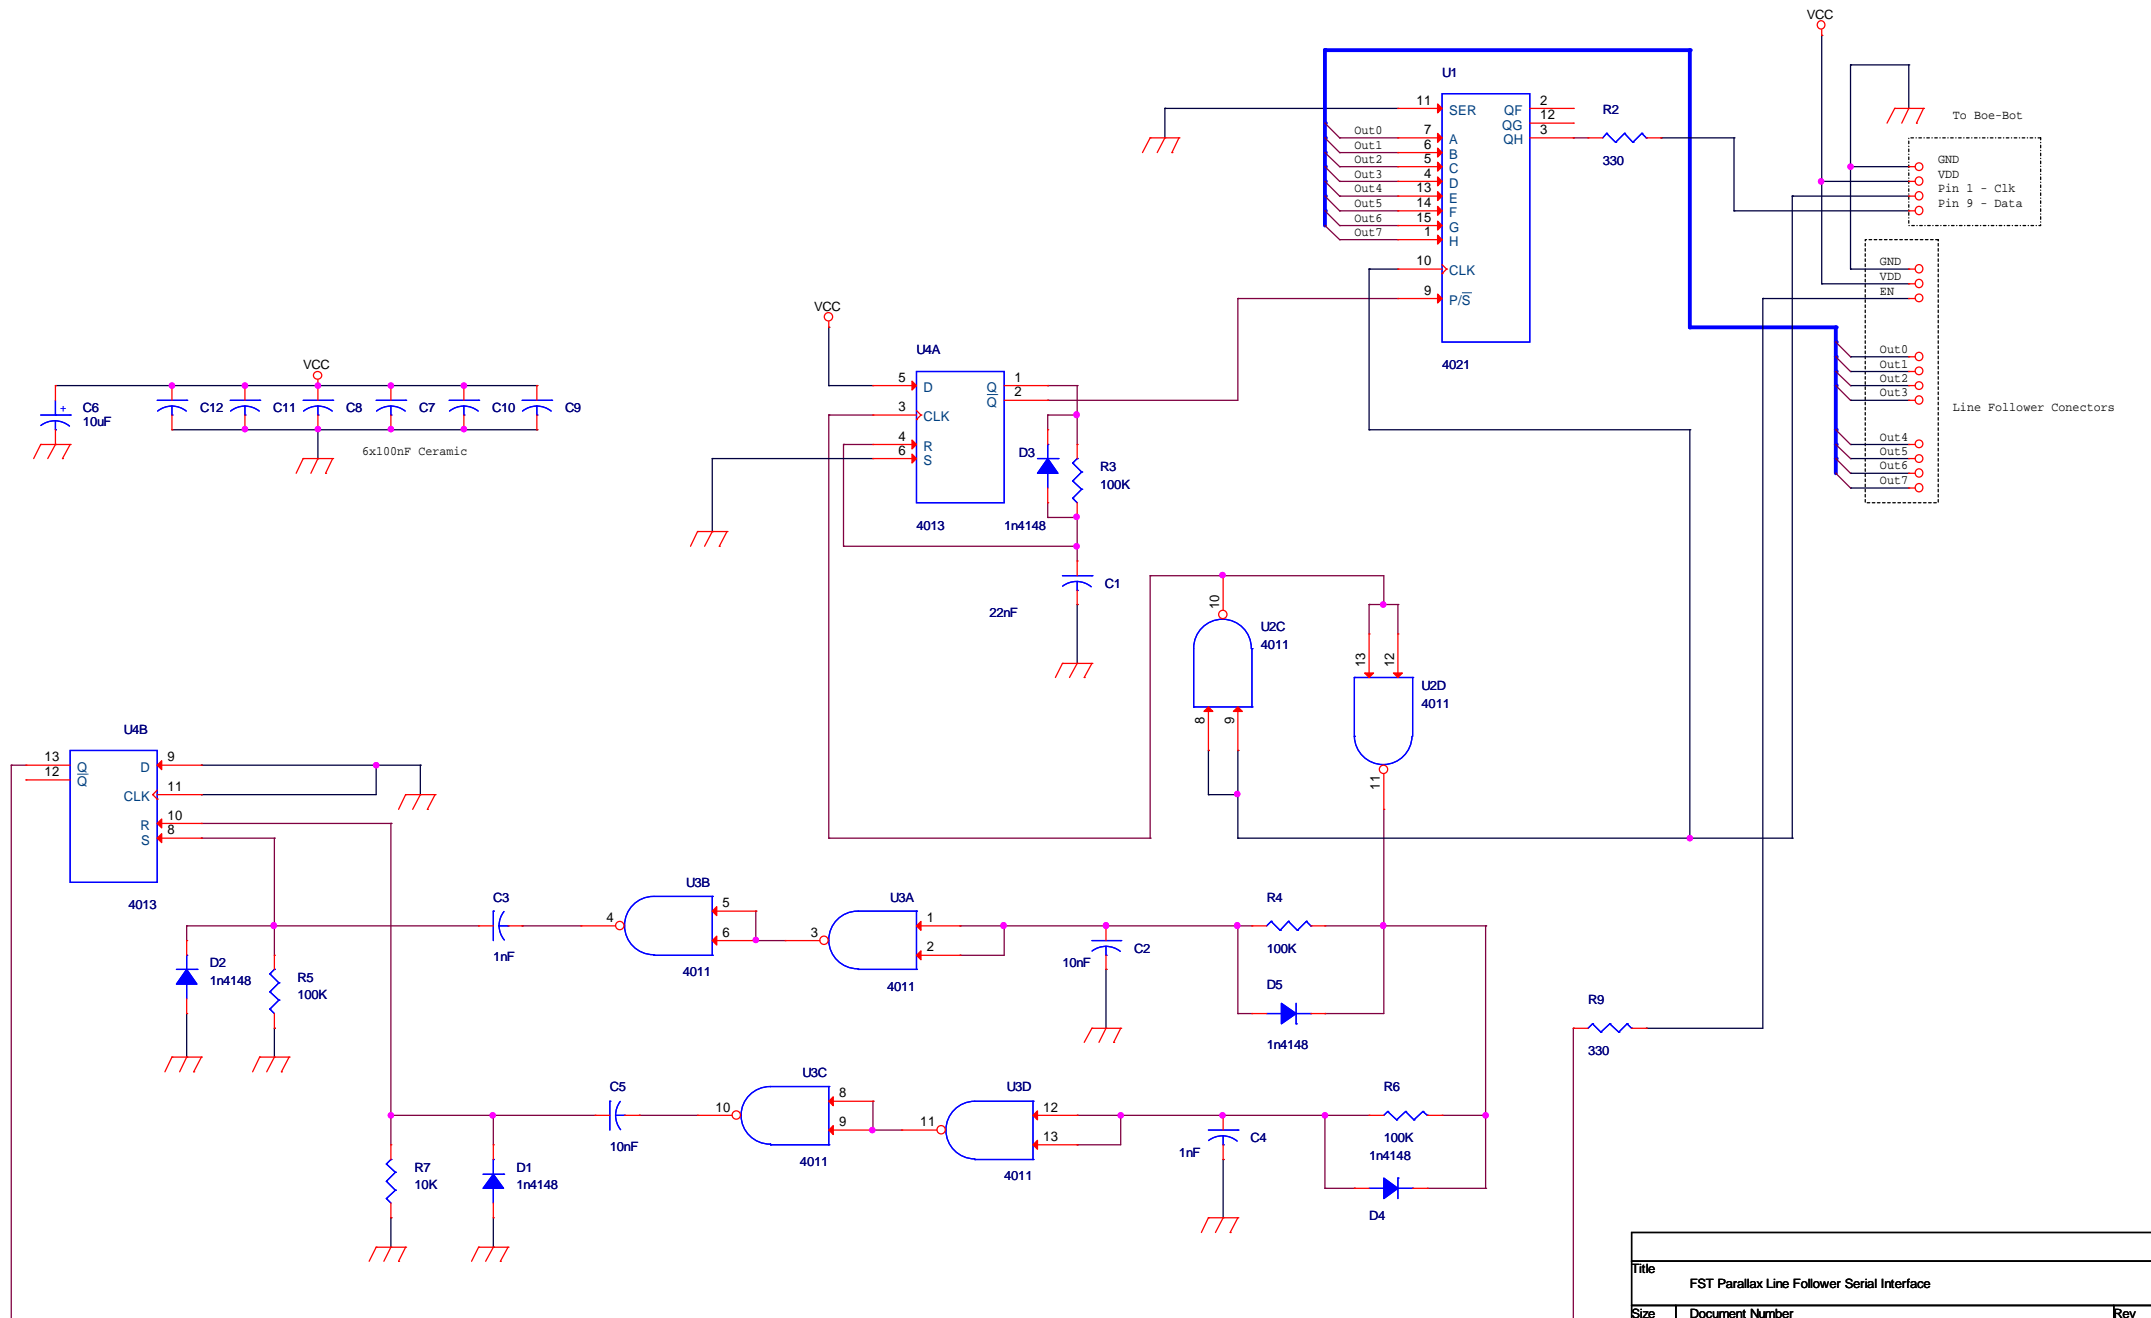 VCC
U1
11
SER
QF
2
QG
12
QH
3
R2
330
Out0
7
A
Out1
6
B
Out2
5
C
Out3
4
D
Out4
13
E
Out5
14
F
Out6
15
G
Out7
1
H
10
CLK
9
P/S
4021
To Boe-Bot
GND
VDD
Pin 1 - Clk
Pin 9 - Data
GND
VDD
EN
Out0
Out1
Out2
Out3
Line Follower Conectors
Out4
Out5
Out6
Out7
VCC
U4A
5
D
Q
1
Q
2
3
CLK
4
R
6
S
4013
D3
1n4148
R3
100K
C1
22nF
VCC
C6
+
10uF
C12
C11
C8
C7
C10
C9
6x100nF Ceramic
10
U2C
4011
8
9
13
12
U2D
4011
11
U4B
13
Q
D
9
12
Q
CLK
11
R
10
S
8
4013
C3
1nF
U3B
4
5
6
4011
U3A
3
1
2
4011
C2
10nF
R4
100K
D5
1n4148
D2
1n4148
R5
100K
R9
330
C5
10nF
U3C
10
8
9
4011
U3D
11
12
13
4011
C4
1nF
R6
100K
1n4148
D4
R7
10K
D1
1n4148
Title
FST Parallax Line Follower Serial Interface
Size
Document Number
Rev